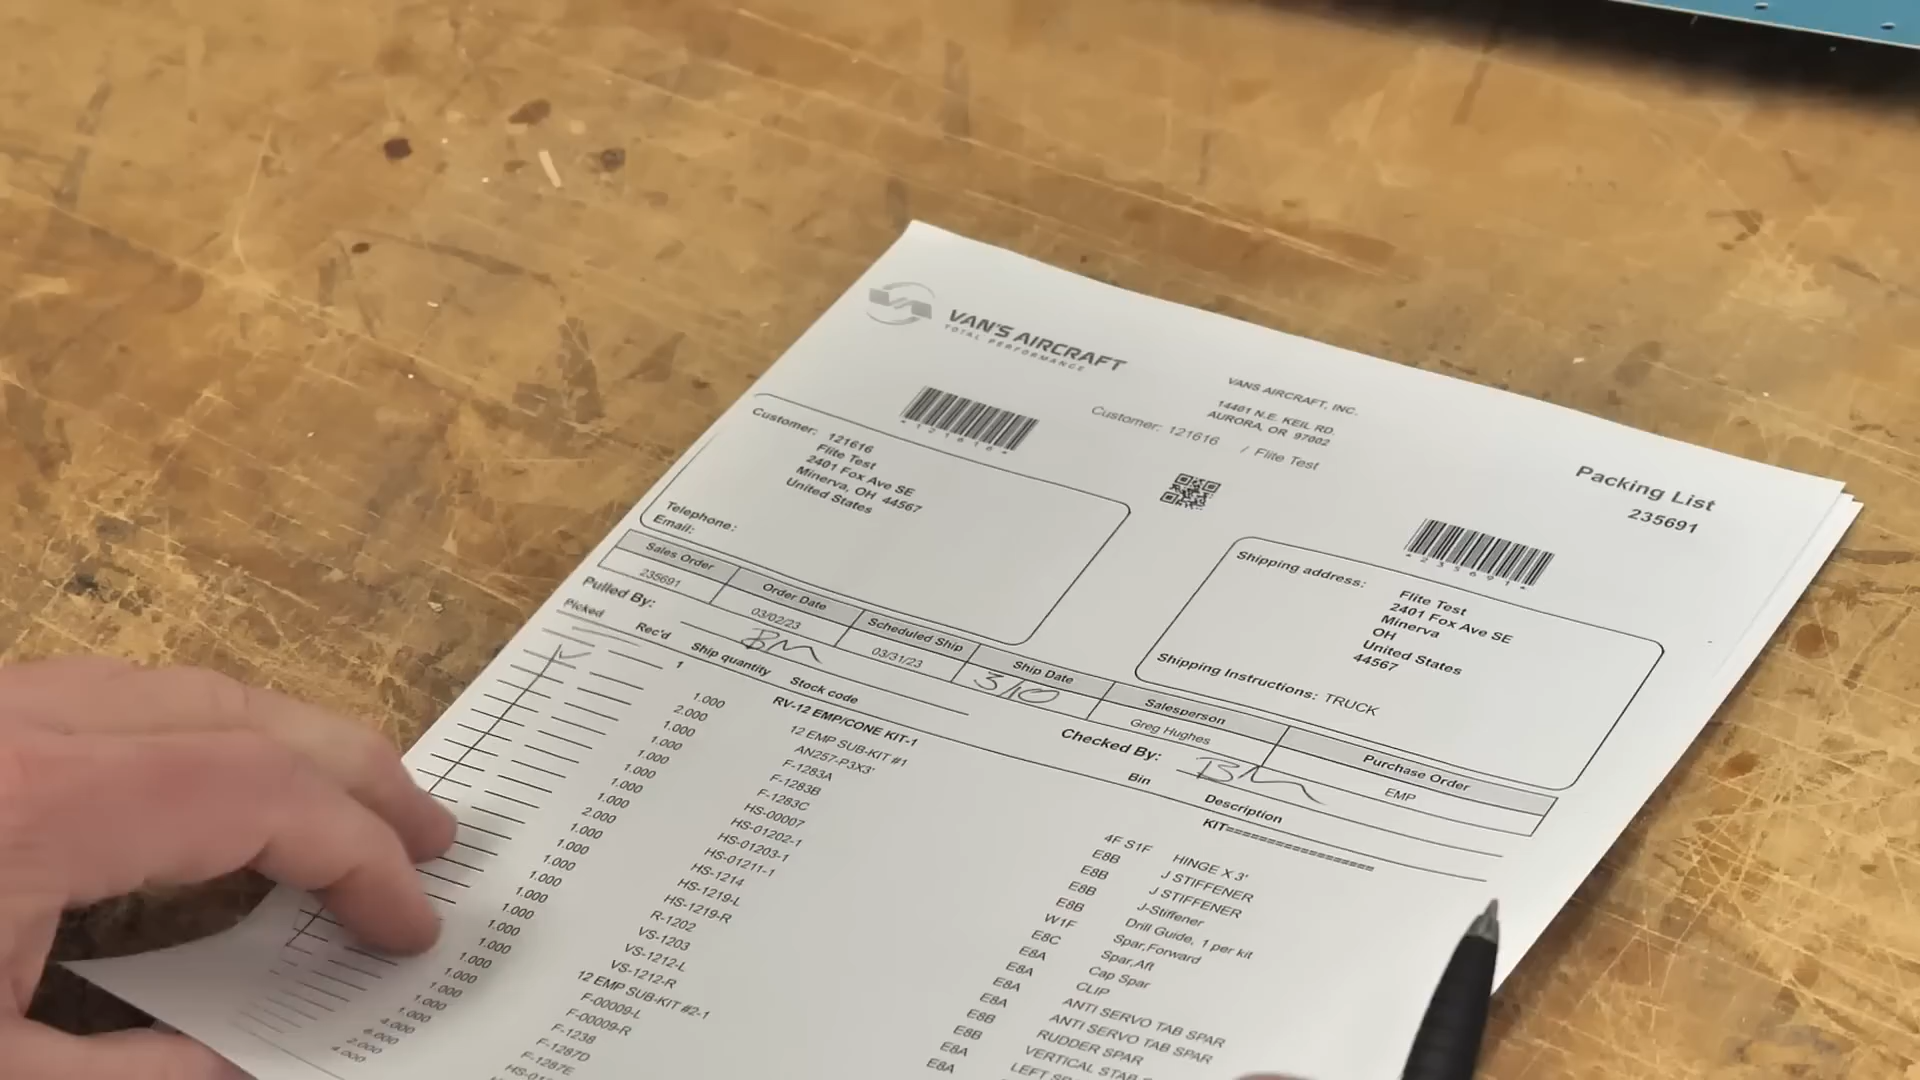 VAN'S AIRCRAFT
TOTAL PERFORMANCE
VANS AIRCRAFT, INC.
14401 N.E. KEIL RD.
AURORA, OR 97002
Customer: 121616 / Flite Test
Packing List
235691
*121616*
*235691*
Customer: 121616
Flite Test
2401 Fox Ave SE
Minerva, OH 44567
United States
Telephone:
Email:
Shipping address: Flite Test
2401 Fox Ave SE
Minerva
OH
United States
44567
Shipping Instructions: TRUCK
Sales Order Order Date Scheduled Ship Ship Date Salesperson Purchase Order
235691 03/02/23 03/31/23 3/10 Greg Hughes EMP
Pulled By: BM Checked By: BM
Picked Rec'd Ship quantity Stock code Bin Description
1 RV-12 EMP/CONE KIT-1 KIT==================
12 EMP SUB-KIT #1
1.000 AN257-P3X3' 4F S1F HINGE X 3'
2.000 F-1283A E8B J STIFFENER
1.000 F-1283B E8B J STIFFENER
1.000 F-1283C E8B J-Stiffener
1.000 HS-00007 E8B Drill Guide, 1 per kit
1.000 HS-01202-1 W1F Spar,Forward
1.000 HS-01203-1 E8C Spar,Aft
1.000 HS-01211-1 E8A Cap Spar
2.000 HS-1214 E8A CLIP
1.000 HS-1219-L E8A ANTI SERVO TAB SPAR
1.000 HS-1219-R E8A ANTI SERVO TAB SPAR
1.000 R-1202 E8B RUDDER SPAR
1.000 VS-1203 E8B VERTICAL STAB
1.000 VS-1212-L E8A LEFT
1.000 VS-1212-R E8A
12 EMP SUB-KIT #2-1
1.000 F-00009-L
1.000 F-00009-R
1.000 F-1238
1.000 F-1287D
4.000 F-1287E
6.000
2.000
4.000